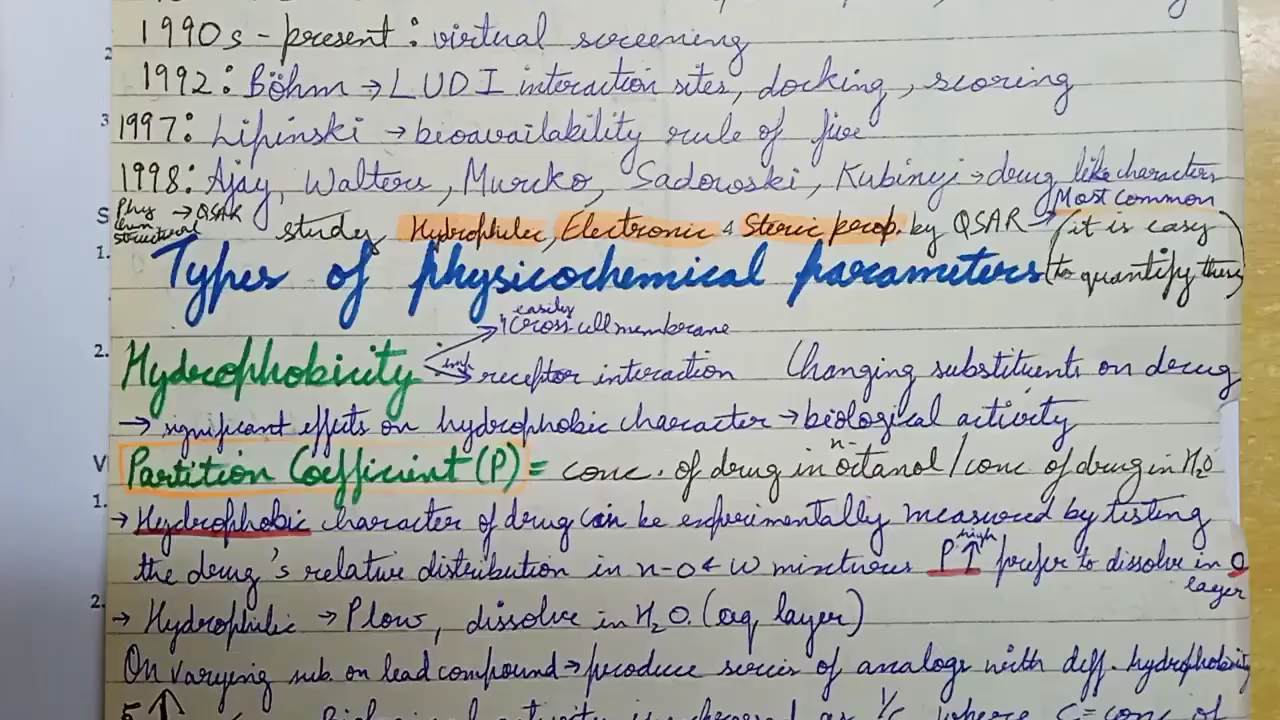 1990s - present : virtual screening
1992 : Böhm → LUDI interaction sites, docking, scoring
1997 : Lipinski → bioavailability rule of five
1998 : Ajay, Walters, Murcko, Sadowski, Kubinyi → drug like characters
Most common
Phy chem structural → QSAR study Hydrophilic, Electronic & Steric prop. by QSAR → (it is easy
to quantify them)
Types of physicochemical parameters
easily cross cell membrane
Hydrophobicity imp receptor interaction Changing substituents on drug
→ significant effects on hydrophobic character → biological activity
Partition Coefficient (P) = conc. of drug in n-octanol / conc of drug in H2O
→ Hydrophobic character of drug can be experimentally measured by testing
the drug's relative distribution in n-O & W mixtures P↑ high prefer to dissolve in O
layer
→ Hydrophilic → P low, dissolve in H2O (aq layer)
On varying sub. on lead compound → produce series of analogs with diff. hydrophobicity